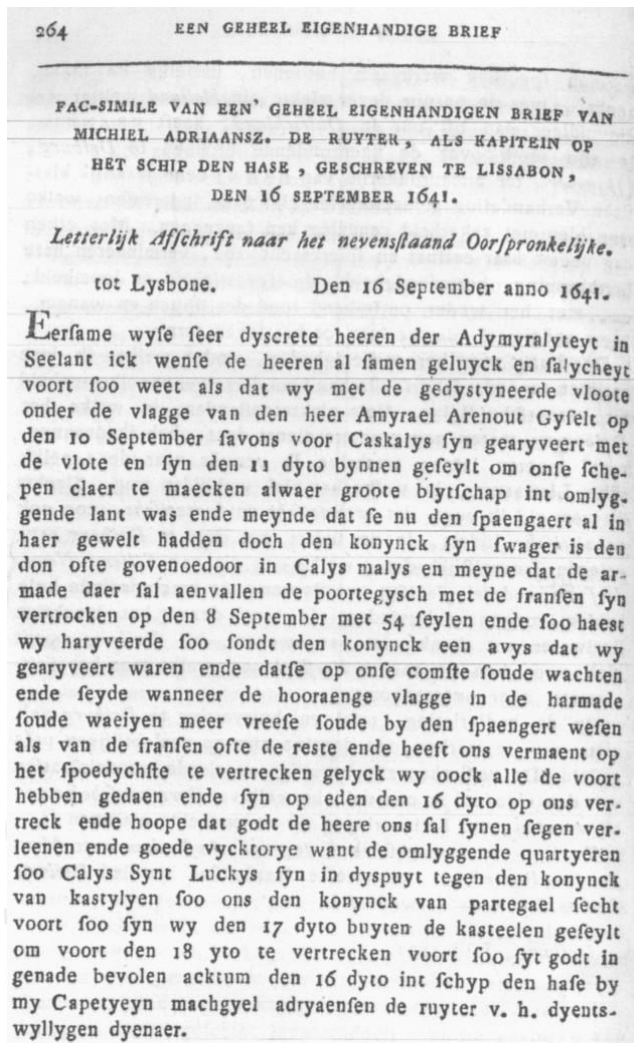 264 EEN GEHEEL EIGENHANDIGE BRIEF
FAC-SIMILE VAN EEN GEHEEL EIGENHANDIGEN BRIEF VAN
MICHIEL ADRIAANSZ. DE RUYTER, ALS KAPITEIN OP
HET SCHIP DEN HASE, GESCHREVEN TE LISSABON,
DEN 16 SEPTEMBER 1641.
Letterlijk Afſchrift naar het nevensſtaand Oorſpronkelijke.
tot Lysbone. Den 16 September anno 1641.
Eerſame wyſe ſeer dyscrete heeren der Adymyralyteyt in
Seelant ick wenſe de heeren al ſamen geluyck en ſalycheyt
voort ſoo weet als dat wy met de gedystyneerde vloote
onder de vlagge van den heer Amyrael Arenout Gyſelt op
den 10 September ſavons voor Caskalys ſyn gearyveert met
de vlote en ſyn den 11 dyto bynnen geſeylt om onſe ſche-
pen claer te maecken alwaer groote blytſchap int omlyg-
gende lant was ende meynde dat ſe nu den ſpaengaert al in
haer gewelt hadden doch den konynck ſyn ſwager is den
don ofte govenoedoor in Calys malys en meyne dat de ar-
made daer ſal aenvallen de poortegysch met de franſen ſyn
vertrocken op den 8 September met 54 ſeylen ende ſoo haest
wy haryveerde ſoo ſondt den konynck een avys dat wy
gearyveert waren ende datſe op onſe comſte ſoude wachten
ende ſeyde wanneer de hooraenge vlagge in de harmade
ſoude waeiyen meer vreeſe ſoude by den ſpaengert weſen
als van de franſen ofte de reste ende heeft ons vermaent op
het ſpoedychſte te vertrecken gelyck wy oock alle de voort
hebben gedaen ende ſyn op eden den 16 dyto op ons ver-
treck ende hoope dat godt de heere ons ſal ſynen ſegen ver-
leenen ende goede vycktorye want de omlyggende quartyeren
ſoo Calys Synt Luckys ſyn in dyspuyt tegen den konynck
van kastylyen ſoo ons den konynck van partegael ſecht
voort ſoo ſyn wy den 17 dyto buyten de kasteelen geſeylt
om voort den 18 yto te vertrecken voort ſoo ſyt godt in
genade bevolen acktum den 16 dyto int ſchyp den haſe by
my Capetyeyn machgyel adryaenſen de ruyter v. h. dyents-
wyllygen dyenaer.